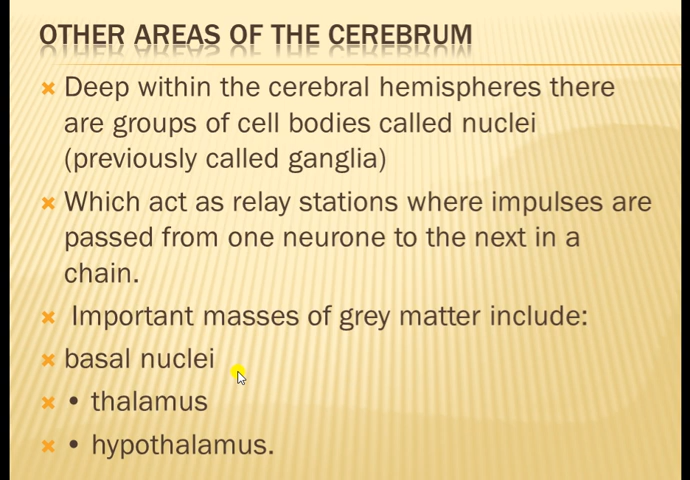 OTHER AREAS OF THE CEREBRUM
Deep within the cerebral hemispheres there
are groups of cell bodies called nuclei
(previously called ganglia)
Which act as relay stations where impulses are
passed from one neurone to the next in a
chain.
Important masses of grey matter include:
basal nuclei
• thalamus
• hypothalamus.